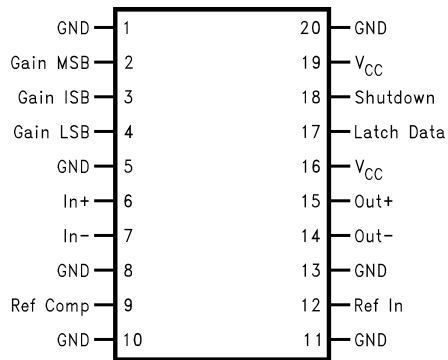 GND 1 20 GND
Gain MSB 2 19 VCC
Gain ISB 3 18 Shutdown
Gain LSB 4 17 Latch Data
GND 5 16 VCC
In+ 6 15 Out+
In− 7 14 Out−
GND 8 13 GND
Ref Comp 9 12 Ref In
GND 10 11 GND